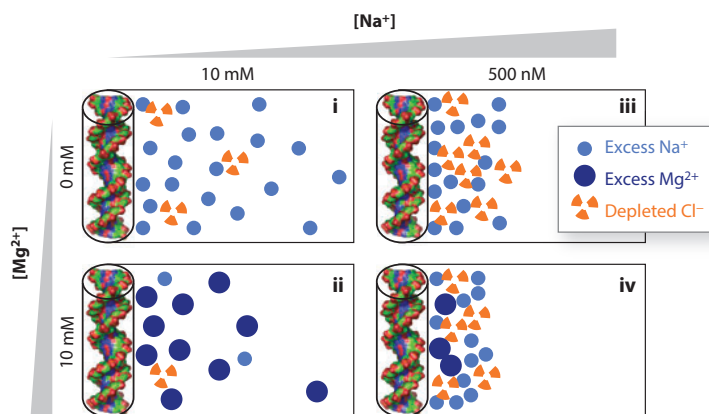 [Na⁺]
10 mM
500 nM
[Mg²⁺]
0 mM
10 mM
i
iii
ii
iv
Excess Na⁺
Excess Mg²⁺
Depleted Cl⁻